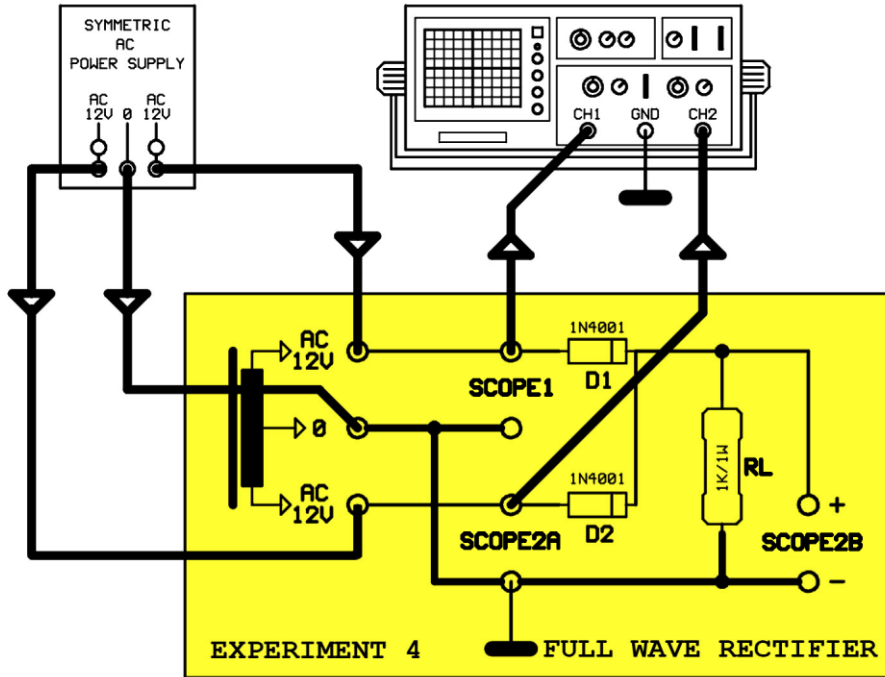 SYMMETRIC
AC
POWER SUPPLY
AC AC
12V 0 12V
CH1 GND CH2
AC
12V
0
AC
12V
SCOPE1
1N4001
D1
1N4001
D2
SCOPE2A
1K/1W
RL
+
SCOPE2B
-
EXPERIMENT 4 FULL WAVE RECTIFIER